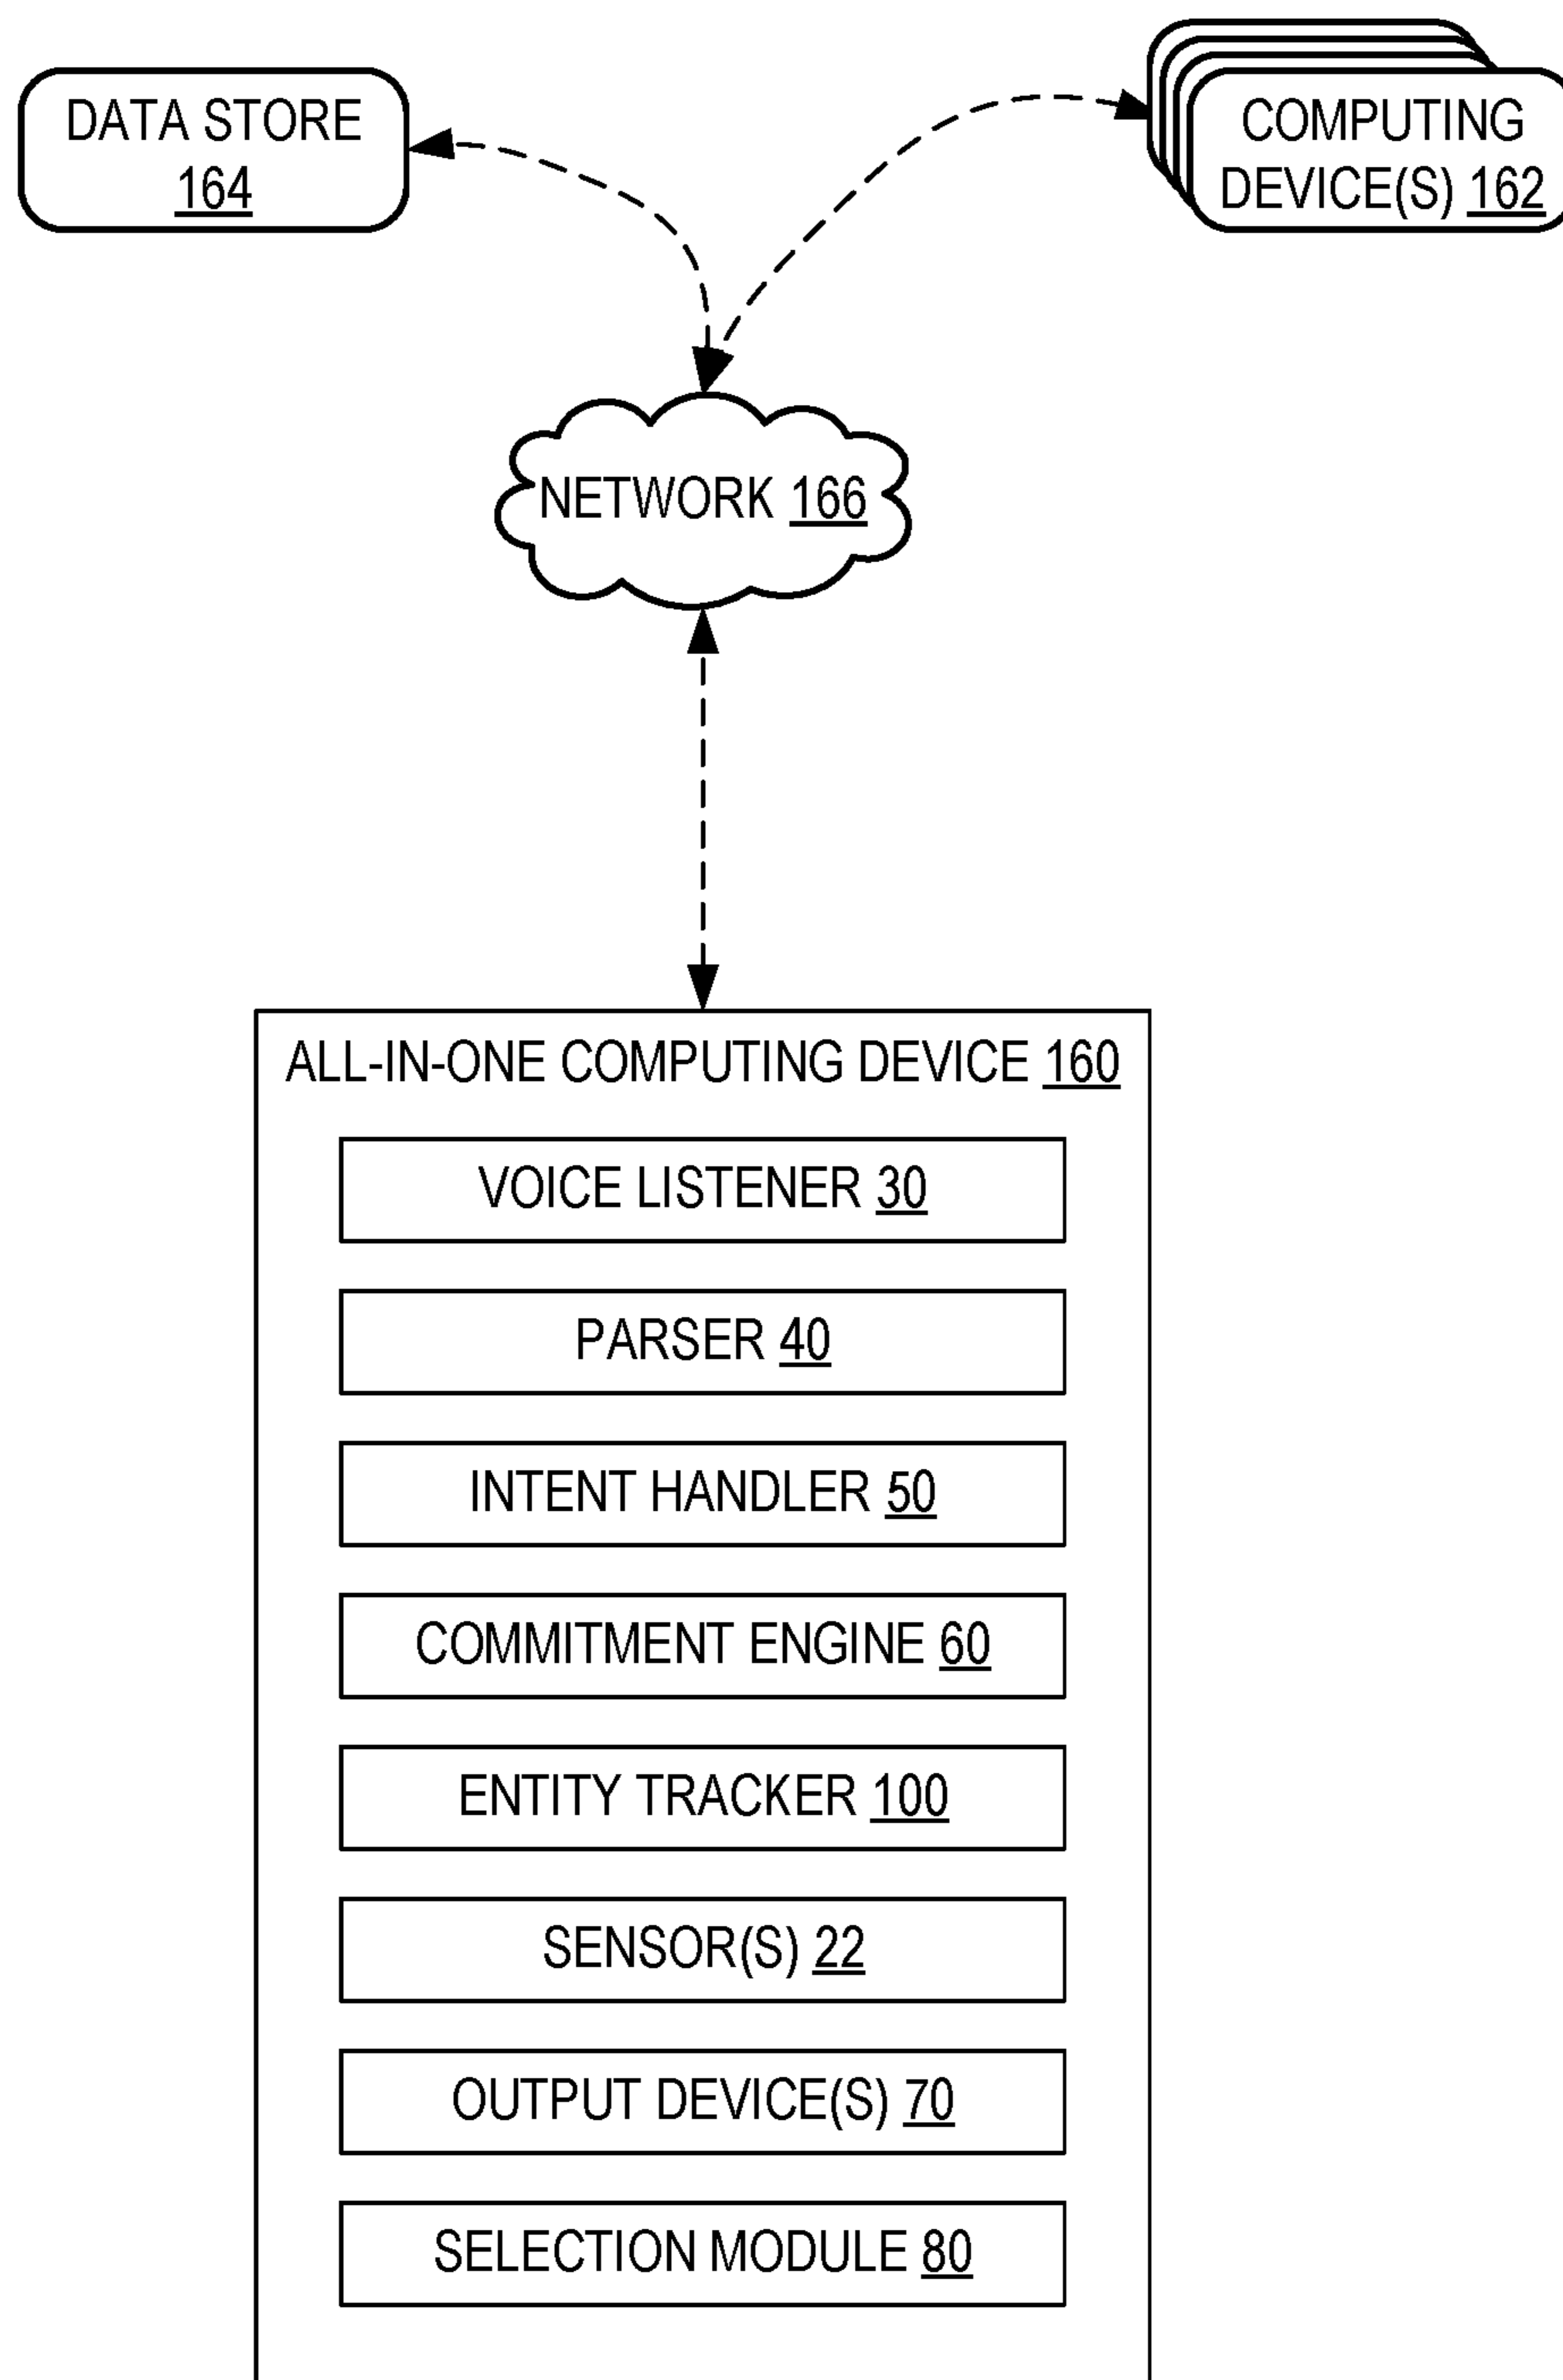 DATA STORE
164
COMPUTING
DEVICE(S) 162
NETWORK 166
ALL-IN-ONE COMPUTING DEVICE 160
VOICE LISTENER 30
PARSER 40
INTENT HANDLER 50
COMMITMENT ENGINE 60
ENTITY TRACKER 100
SENSOR(S) 22
OUTPUT DEVICE(S) 70
SELECTION MODULE 80